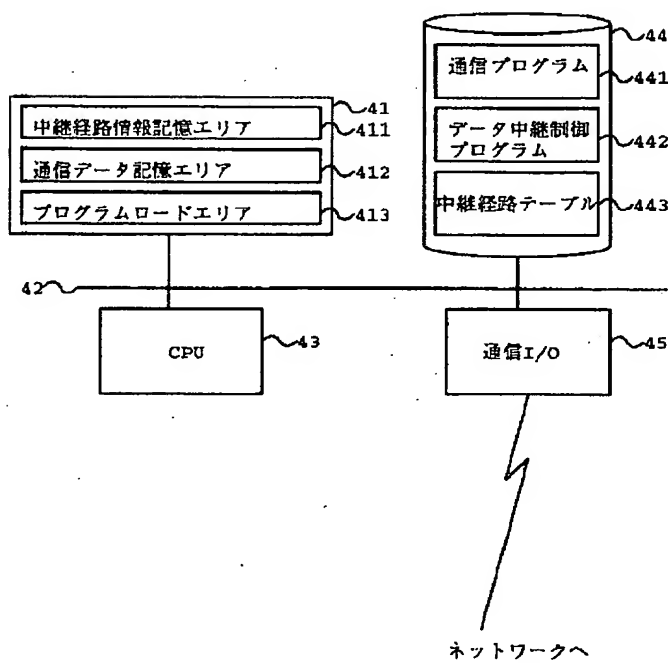 44
通信プログラム
441
データ中継制御
プログラム
442
中継経路テーブル
443
41
中継経路情報記憶エリア
411
通信データ記憶エリア
412
プログラムロードエリア
413
42
CPU
43
通信I/O
45
ネットワークへ